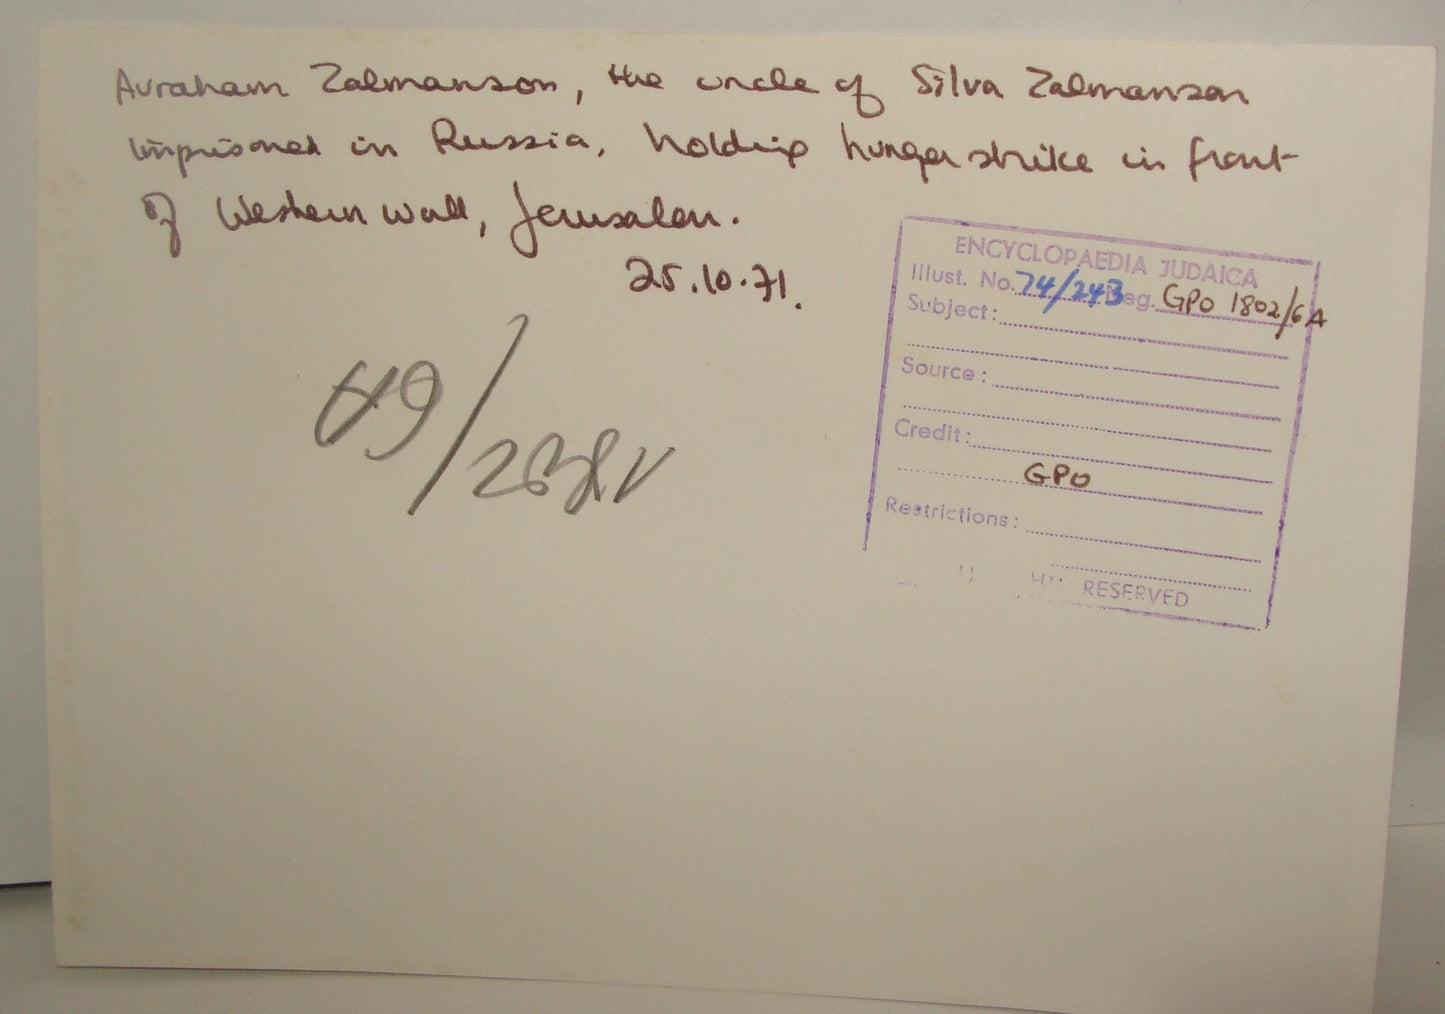 Avraham Zalmanson, the uncle of Silva Zalmanson
imprisoned in Russia, holding hunger strike in front
of Western Wall, Jerusalem.
25.10.71.
ENCYCLOPAEDIA JUDAICA
Illust. No. 74/243 Neg. GPO 1802/6A
Subject:
Source:
Credit:
GPO
Restrictions:
RESERVED